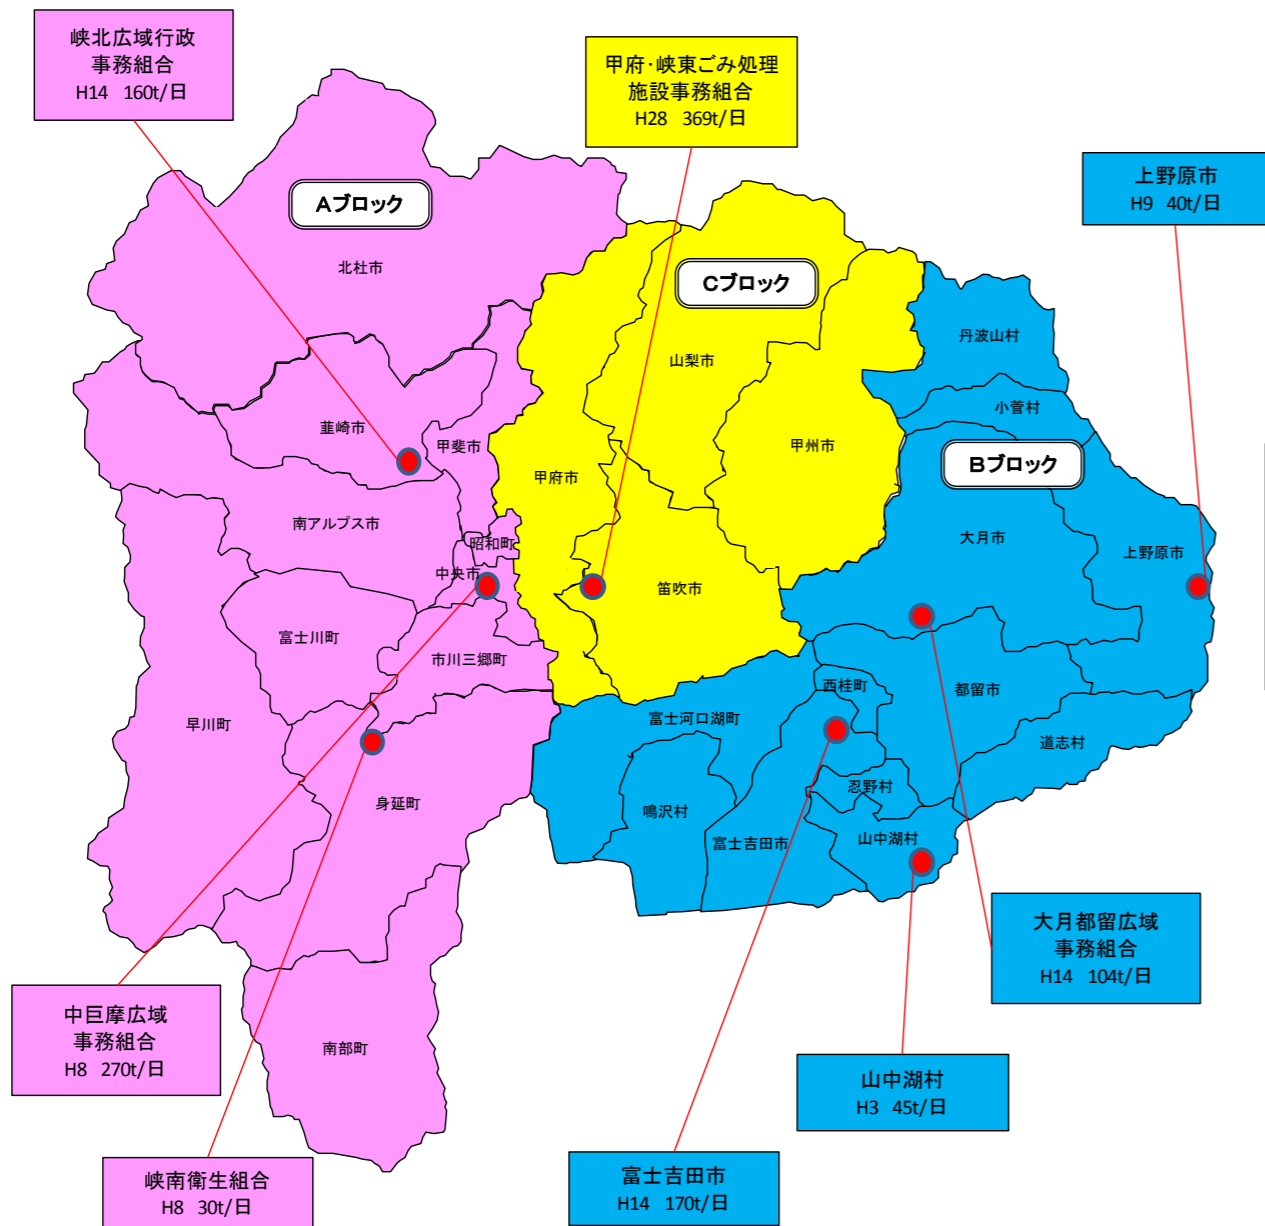 峡北広域行政
事務組合
H14 160t/日
甲府・峡東ごみ処理
施設事務組合
H28 369t/日
上野原市
H9 40t/日
Aブロック
北杜市
Cブロック
丹波山村
山梨市
小菅村
韮崎市
甲斐市
甲州市
Bブロック
甲府市
南アルプス市
昭和町
大月市
上野原市
中央市
笛吹市
富士川町
市川三郷町
西桂町
都留市
早川町
富士河口湖町
道志村
身延町
鳴沢村
忍野村
富士吉田市
山中湖村
大月都留広域
事務組合
H14 104t/日
中巨摩広域
事務組合
H8 270t/日
南部町
山中湖村
H3 45t/日
峡南衛生組合
H8 30t/日
富士吉田市
H14 170t/日